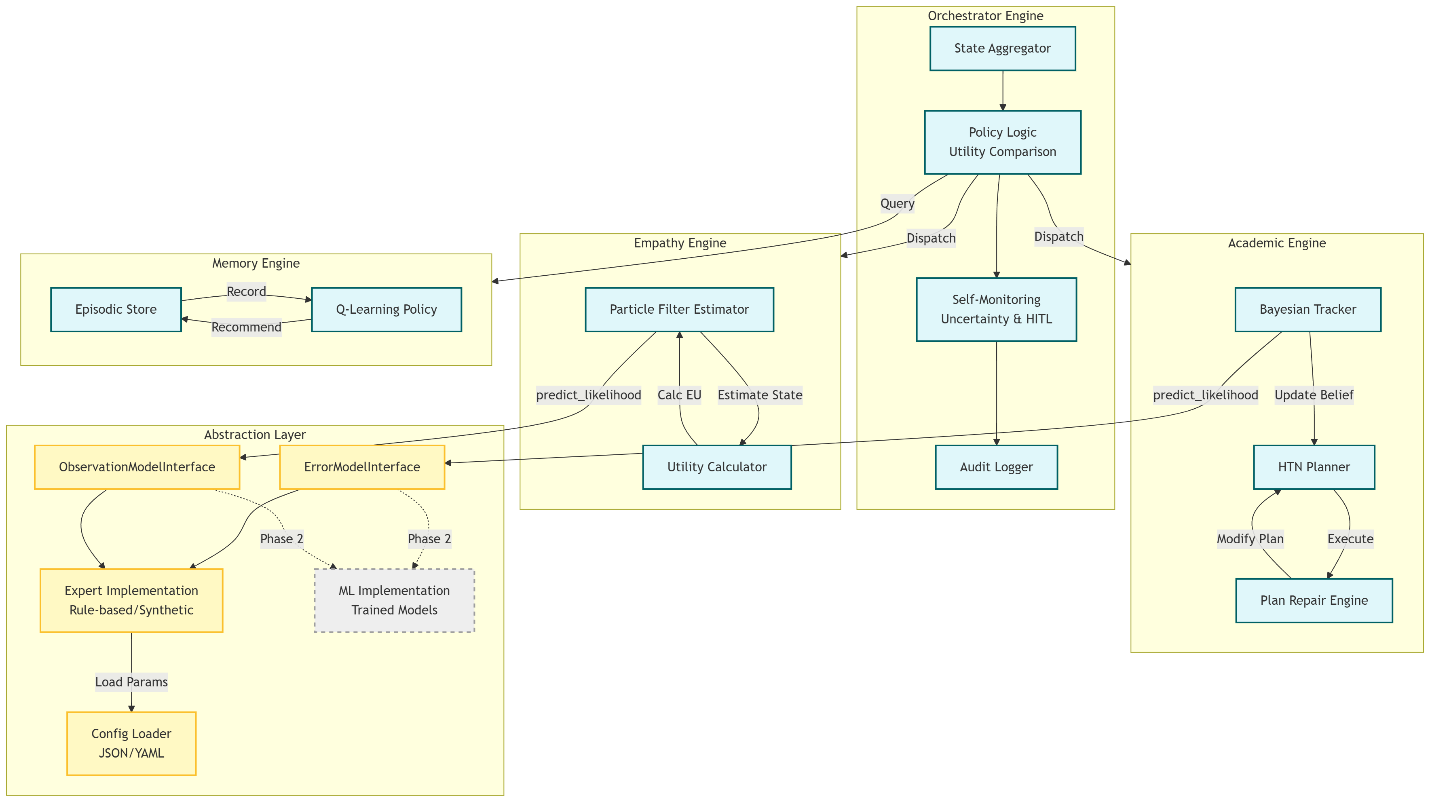 Orchestrator Engine
State Aggregator
Policy Logic
Utility Comparison
Query
Dispatch
Dispatch
Self-Monitoring
Uncertainty & HITL
Audit Logger
Memory Engine
Episodic Store
Record
Recommend
Q-Learning Policy
Empathy Engine
Particle Filter Estimator
predict_likelihood
Calc EU
Estimate State
Utility Calculator
Academic Engine
Bayesian Tracker
predict_likelihood
Update Belief
HTN Planner
Modify Plan
Execute
Plan Repair Engine
Abstraction Layer
ObservationModelInterface
ErrorModelInterface
Phase 2
Phase 2
Expert Implementation
Rule-based/Synthetic
ML Implementation
Trained Models
Load Params
Config Loader
JSON/YAML